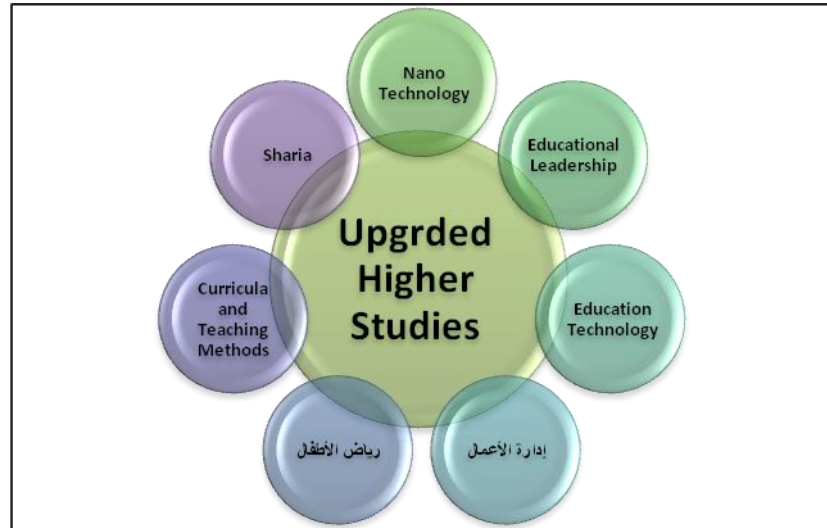 Nano
Technology
Educational
Leadership
Education
Technology
إدارة الأعمال
رياض الأطفال
Curricula
and
Teaching
Methods
Sharia
Upgrded
Higher
Studies